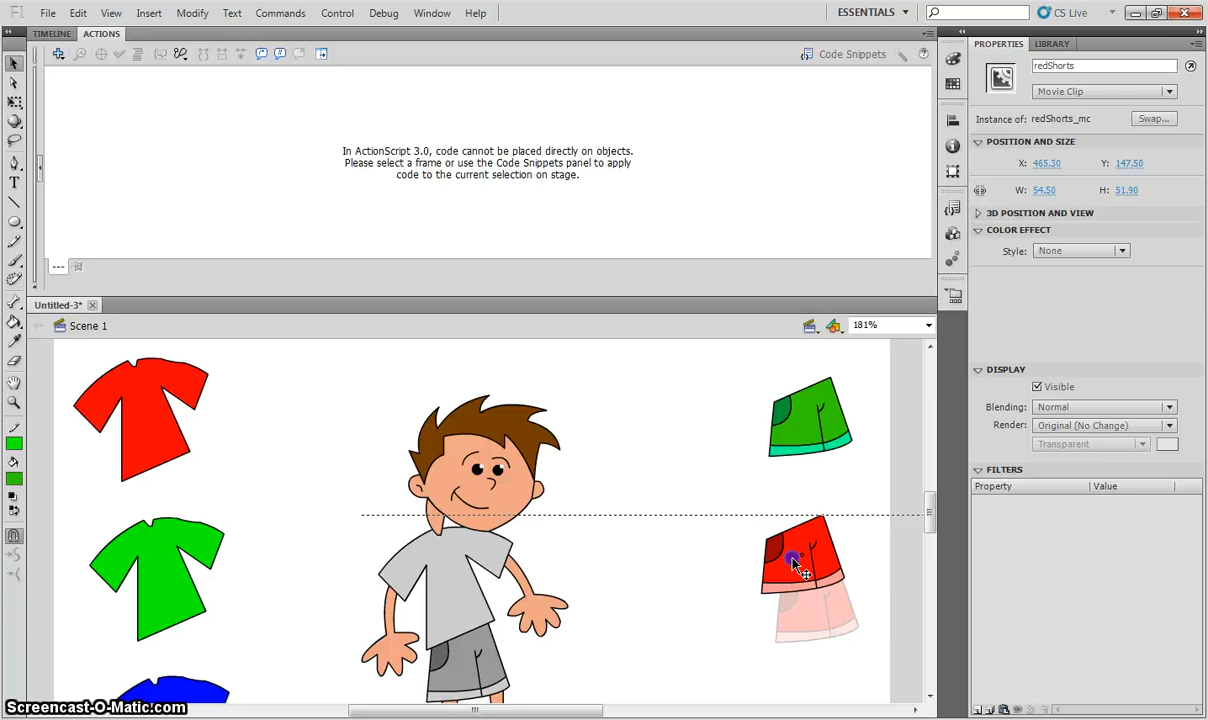 Fl File Edit View Insert Modify Text Commands Control Debug Window Help ESSENTIALS CS Live
TIMELINE ACTIONS
Code Snippets
In ActionScript 3.0, code cannot be placed directly on objects.
Please select a frame or use the Code Snippets panel to apply
code to the current selection on stage.
Untitled-3*
Scene 1
181%
PROPERTIES LIBRARY
redShorts
Movie Clip
Instance of: redShorts_mc Swap...
POSITION AND SIZE
X: 465.30 Y: 147.50
W: 54.50 H: 51.90
3D POSITION AND VIEW
COLOR EFFECT
Style: None
DISPLAY
Visible
Blending: Normal
Render: Original (No Change)
Transparent
FILTERS
Property Value
Screencast-O-Matic.com